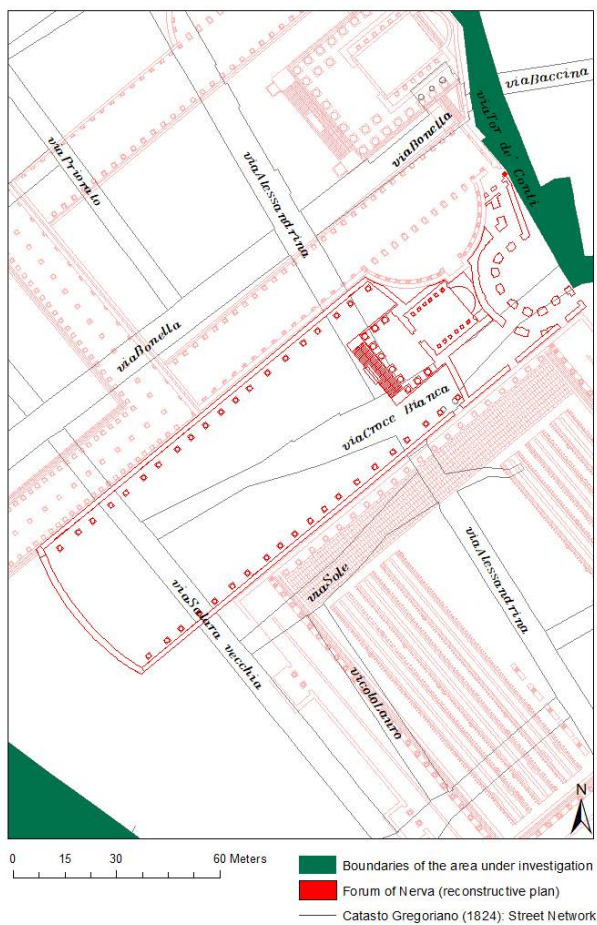 viaBaccina
viaTor de' Conti
viaBonella
viaPriorato
viaAlessandrina
viaBonella
viaCroce Bianca
viaSole
viaAlessandrina
viaSalara vecchia
vicoloLauro
N
0 15 30 60 Meters
Boundaries of the area under investigation
Forum of Nerva (reconstructive plan)
Catasto Gregoriano (1824): Street Network